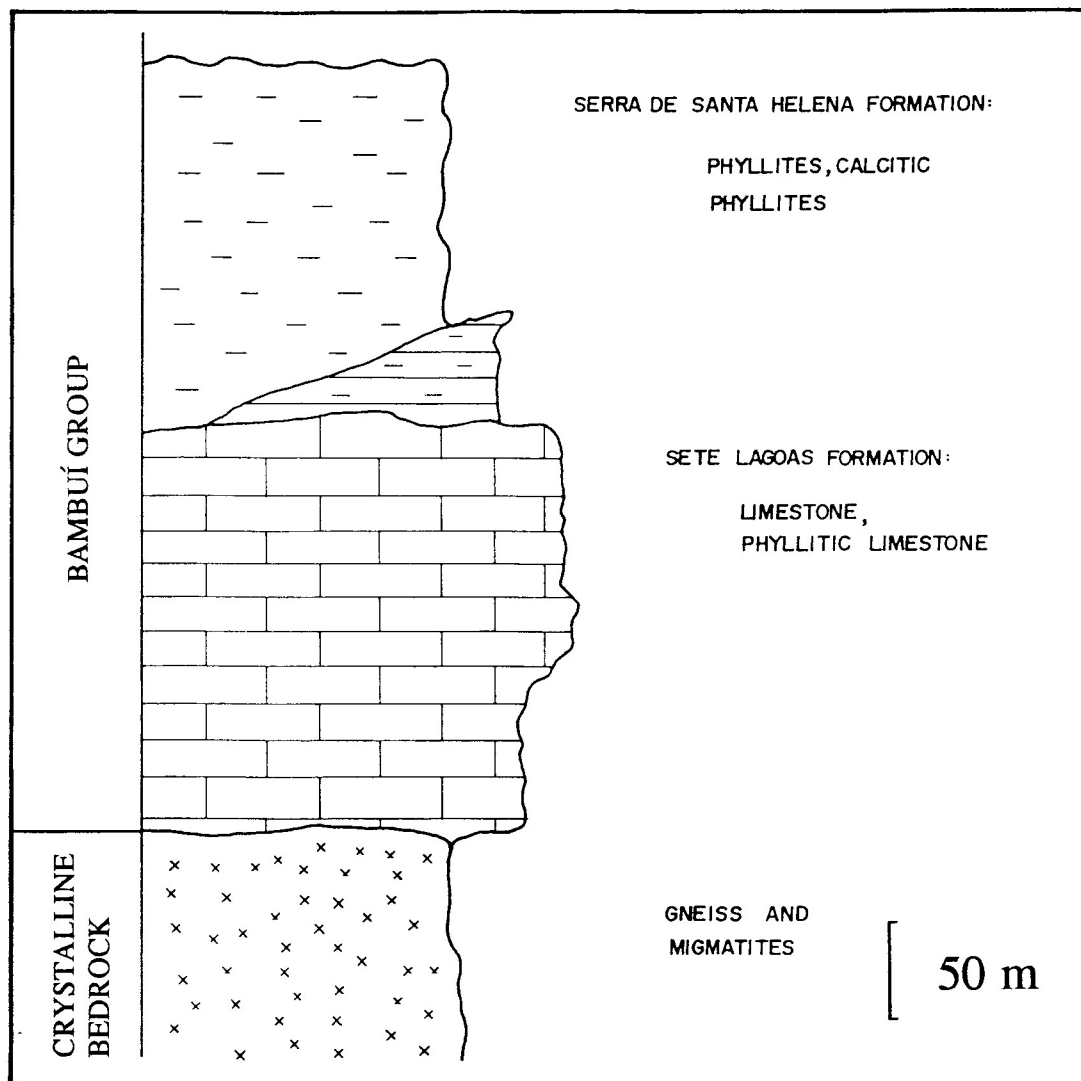 SERRA DE SANTA HELENA FORMATION:
PHYLLITES, CALCITIC
PHYLLITES
BAMBUÍ GROUP
SETE LAGOAS FORMATION:
LIMESTONE,
PHYLLITIC LIMESTONE
CRYSTALLINE
BEDROCK
GNEISS AND
MIGMATITES
50 m